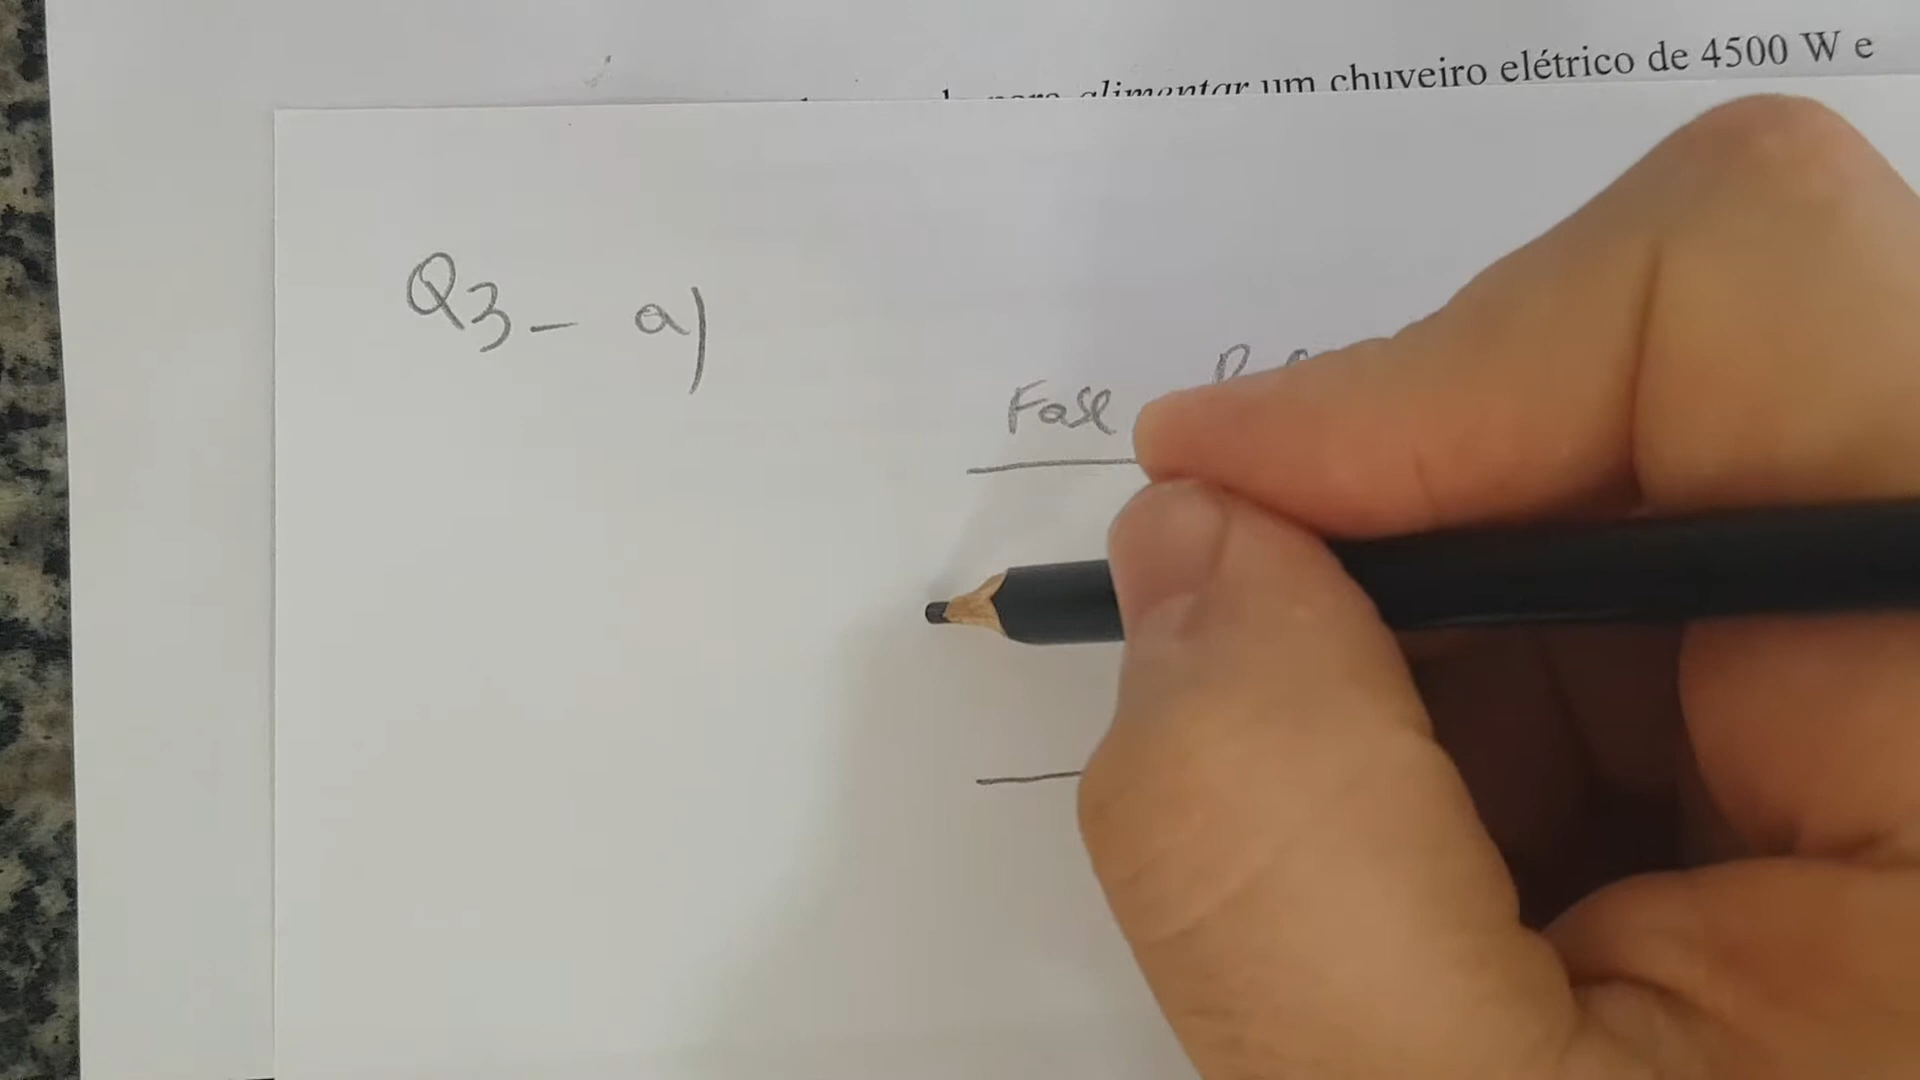 alimentar um chuveiro elétrico de 4500 W e
Q3 - a)
Fase